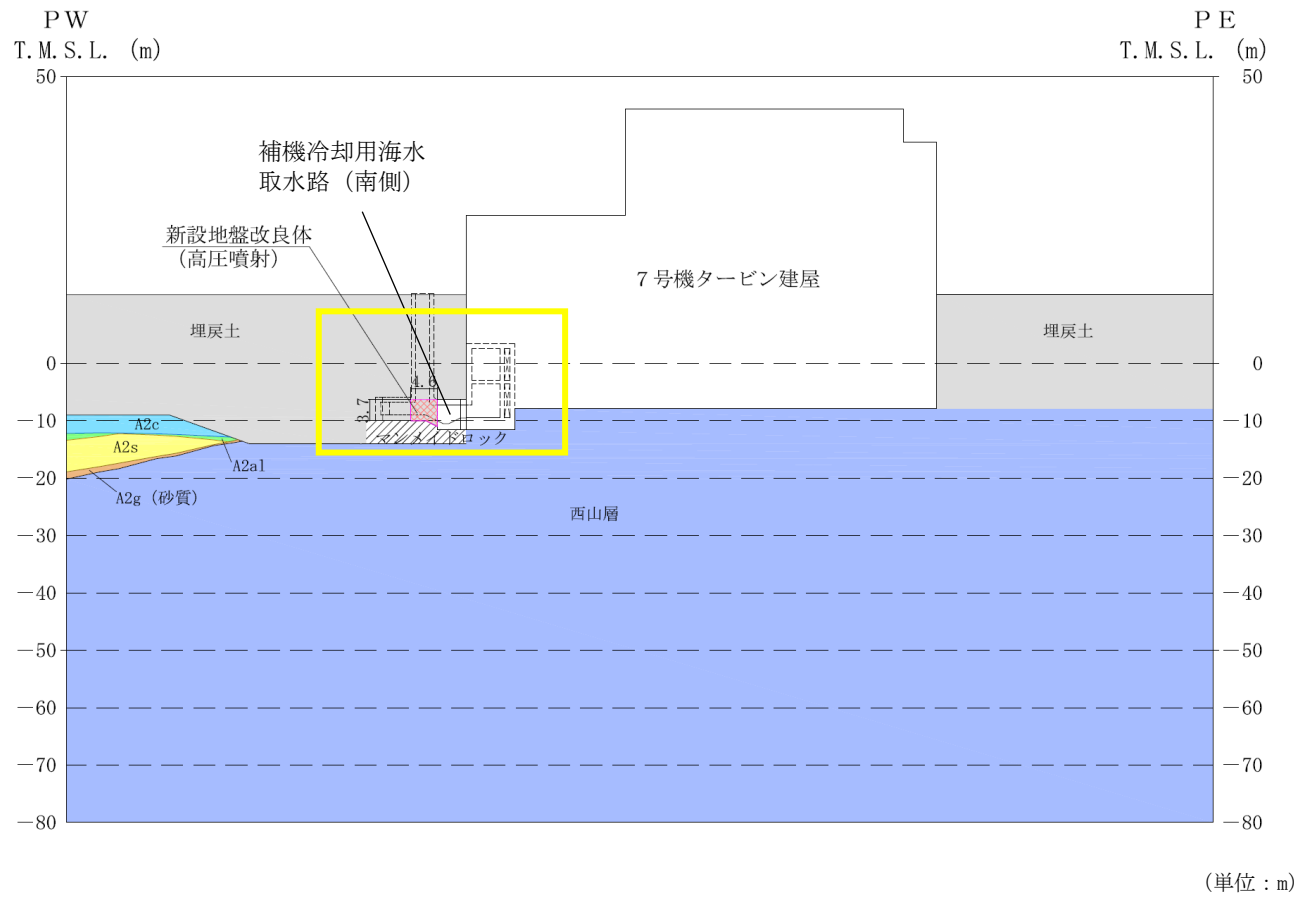 ＰＷ
T.M.S.L. (m)
ＰＥ
T.M.S.L. (m)
50
50
補機冷却用海水
取水路（南側）
新設地盤改良体
（高圧噴射）
７号機タービン建屋
埋戻土
埋戻土
0
0
4.6
3.7
－10
－10
A2c
マンメイドロック
A2s
A2al
－20
－20
A2g（砂質）
西山層
－30
－30
－40
－40
－50
－50
－60
－60
－70
－70
－80
－80
（単位：m）